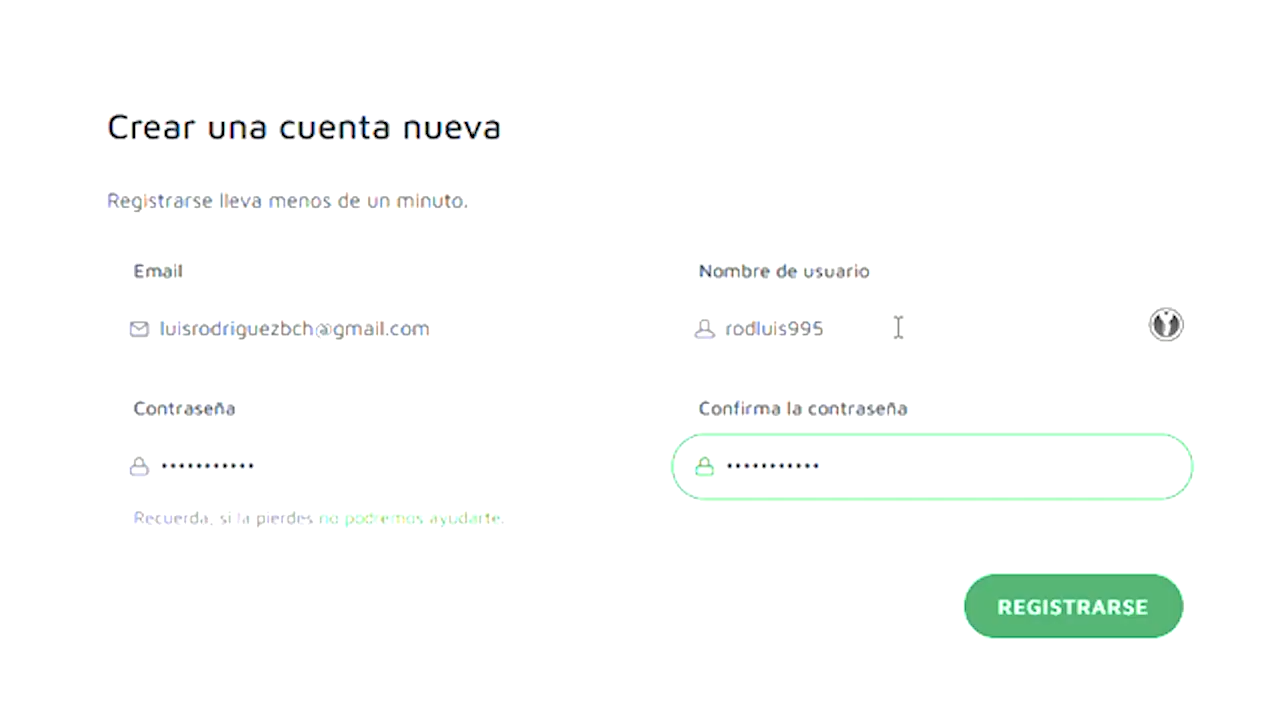 Crear una cuenta nueva
Registrarse lleva menos de un minuto.
Email
Nombre de usuario
luisrodriguezbch@gmail.com
rodluis995
Contraseña
Confirma la contraseña
•••••••••••
•••••••••••
Recuerda, si la pierdes no podremos ayudarte.
REGISTRARSE